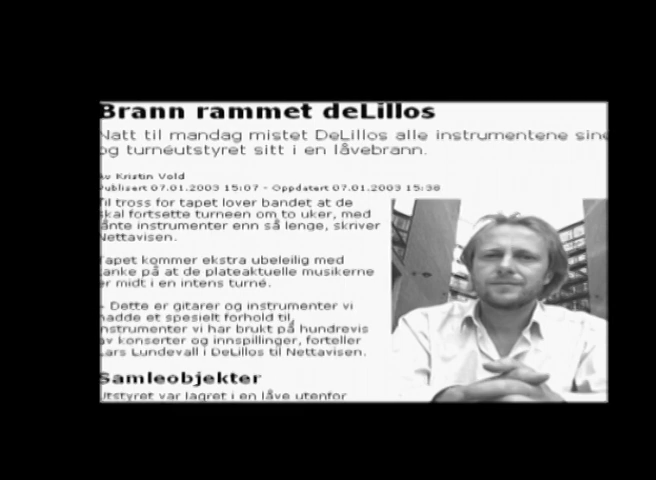 Brann rammet deLillos
Natt til mandag mistet DeLillos alle instrumentene
og turnéutstyret sitt i en låvebrann.
Av Kristin Vold
Publisert 07.01.2003 15:07 - Oppdatert 07.01.2003 15:38
Til tross for tapet lover bandet at de
skal fortsette turneen om to uker, med
lånte instrumenter enn så lenge, skriver
Nettavisen.
Tapet kommer ekstra ubeleilig med
tanke på at de plateaktuelle musikerne
er midt i en intens turné.
- Dette er gitarer og instrumenter vi
hadde et spesielt forhold til,
instrumenter vi har brukt på hundrevis
av konserter og innspillinger, forteller
Lars Lundevall i DeLillos til Nettavisen.
Samleobjekter
Utstyret var lagret i en låve utenfor